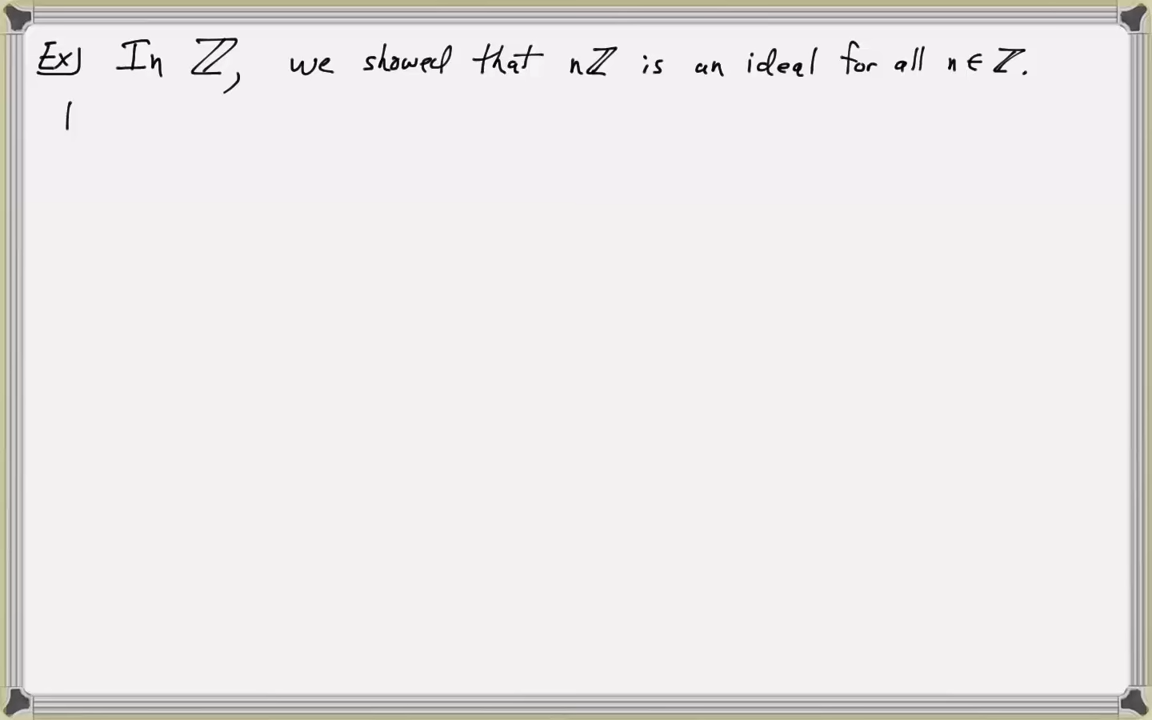 Ex) In ℤ, we showed that nℤ is an ideal for all n ∈ ℤ.